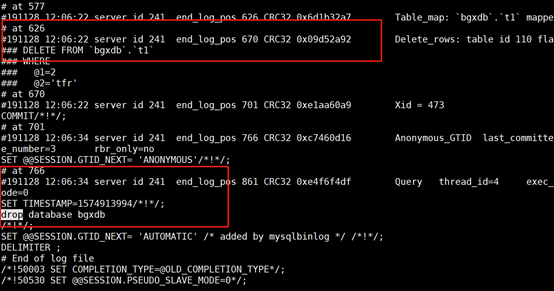 # at 577
#191128 12:06:22 server id 241  end_log_pos 626 CRC32 0x6d1b32a7        Table_map: `bgxdb`.`t1` mappe
# at 626
#191128 12:06:22 server id 241  end_log_pos 670 CRC32 0x09d52a92        Delete_rows: table id 110 fla
### DELETE FROM `bgxdb`.`t1`
### WHERE
###   @1=2
###   @2='tfr'
# at 670
#191128 12:06:22 server id 241  end_log_pos 701 CRC32 0xe1aa60a9        Xid = 473
COMMIT/*!*/;
# at 701
#191128 12:06:34 server id 241  end_log_pos 766 CRC32 0xc7460d16        Anonymous_GTID  last_committe
e_number=3      rbr_only=no
SET @@SESSION.GTID_NEXT= 'ANONYMOUS'/*!*/;
# at 766
#191128 12:06:34 server id 241  end_log_pos 861 CRC32 0xe4f6f4df        Query   thread_id=4     exec_
ode=0
SET TIMESTAMP=1574913994/*!*/;
drop database bgxdb
/*!*/;
SET @@SESSION.GTID_NEXT= 'AUTOMATIC' /* added by mysqlbinlog */ /*!*/;
DELIMITER ;
# End of log file
/*!50003 SET COMPLETION_TYPE=@OLD_COMPLETION_TYPE*/;
/*!50530 SET @@SESSION.PSEUDO_SLAVE_MODE=0*/;